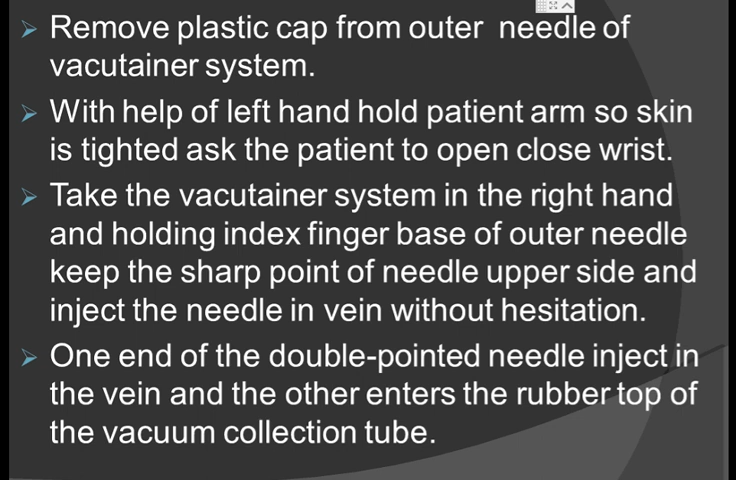 Remove plastic cap from outer needle of
vacutainer system.
With help of left hand hold patient arm so skin
is tighted ask the patient to open close wrist.
Take the vacutainer system in the right hand
and holding index finger base of outer needle
keep the sharp point of needle upper side and
inject the needle in vein without hesitation.
One end of the double-pointed needle inject in
the vein and the other enters the rubber top of
the vacuum collection tube.